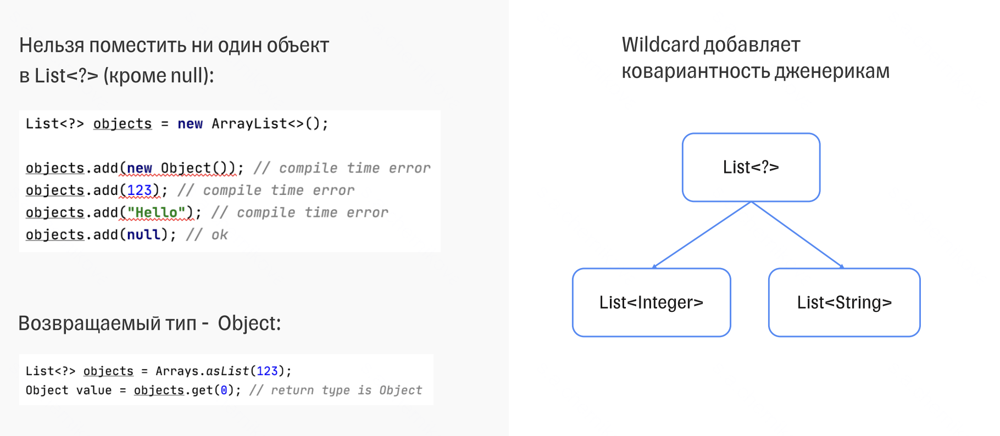 Нельзя поместить ни один объект
в List<?> (кроме null):
List<?> objects = new ArrayList<>();
objects.add(new Object()); // compile time error
objects.add(123); // compile time error
objects.add("Hello"); // compile time error
objects.add(null); // ok
Возвращаемый тип - Object:
List<?> objects = Arrays.asList(123);
Object value = objects.get(0); // return type is Object
Wildcard добавляет
ковариантность дженерикам
List<?>
List<Integer>
List<String>